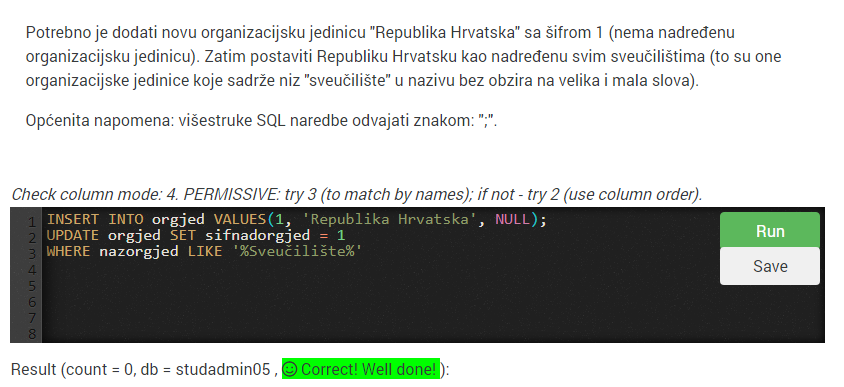 Potrebno je dodati novu organizacijsku jedinicu "Republika Hrvatska" sa šifrom 1 (nema nadređenu
organizacijsku jedinicu). Zatim postaviti Republiku Hrvatsku kao nadređenu svim sveučilištima (to su one
organizacijske jedinice koje sadrže niz "sveučilište" u nazivu bez obzira na velika i mala slova).
Općenita napomena: višestruke SQL naredbe odvajati znakom: ";".
Check column mode: 4. PERMISSIVE: try 3 (to match by names); if not - try 2 (use column order).
1 INSERT INTO orgjed VALUES(1, 'Republika Hrvatska', NULL);
2 UPDATE orgjed SET sifnadorgjed = 1
3 WHERE nazorgjed LIKE '%Sveučilište%'
4
5
6
7
8
Run
Save
Result (count = 0, db = studadmin05 , Correct! Well done! ):